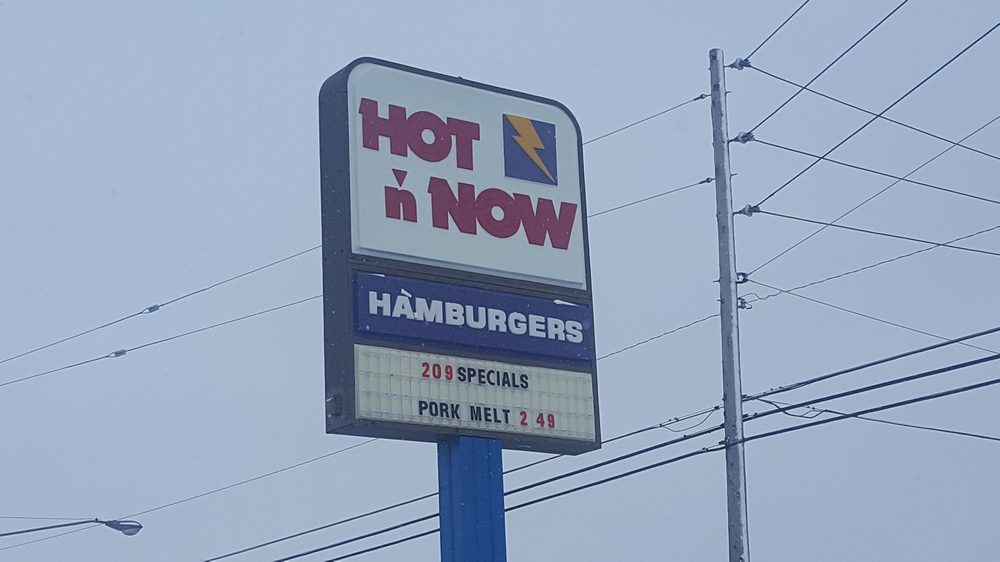 HOT
'n NOW
HAMBURGERS
209 SPECIALS
PORK MELT 2 49